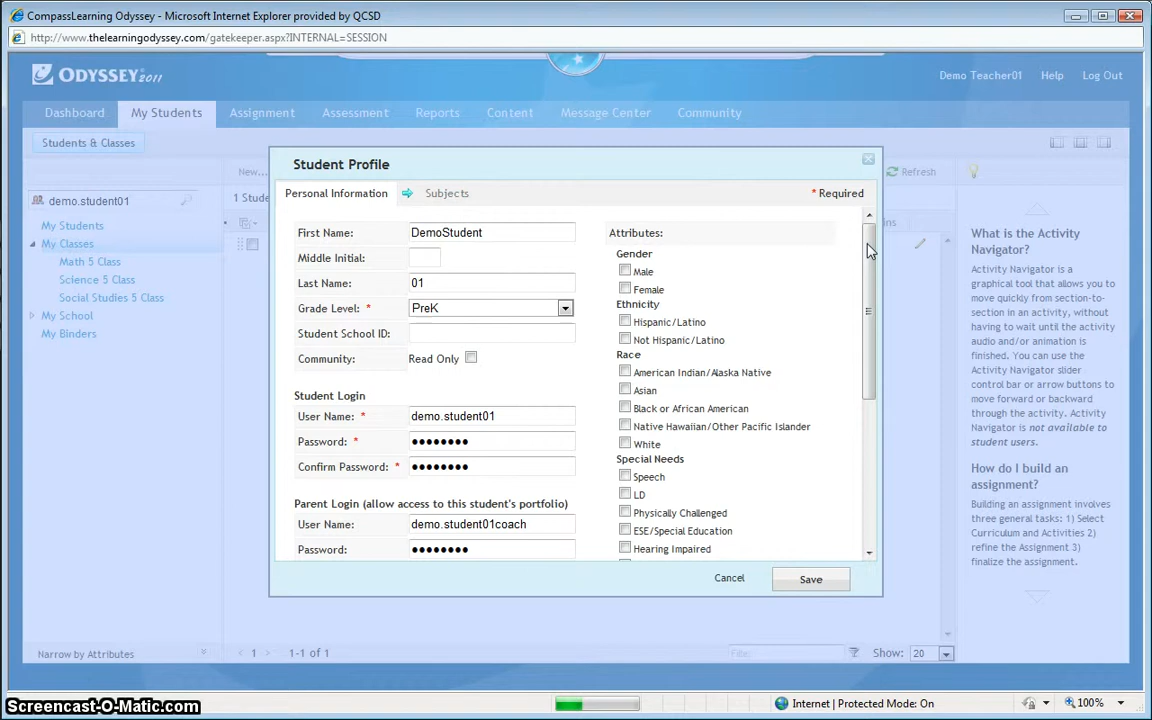 CompassLearning Odyssey - Microsoft Internet Explorer provided by QCSD
http://www.thelearningodyssey.com/gatekeeper.aspx?INTERNAL=SESSION
ODYSSEY 2011
Demo Teacher01 Help Log Out
Dashboard My Students Assignment Assessment Reports Content Message Center Community
Students & Classes
New...
Refresh
demo.student01
1 Stude
ins
My Students
My Classes
Math 5 Class
Science 5 Class
Social Studies 5 Class
My School
My Binders
Narrow by Attributes
Student Profile
Personal Information Subjects * Required
First Name: DemoStudent
Middle Initial:
Last Name: 01
Grade Level: * PreK
Student School ID:
Community: Read Only
Student Login
User Name: * demo.student01
Password: * ••••••••
Confirm Password: * ••••••••
Parent Login (allow access to this student's portfolio)
User Name: demo.student01coach
Password: ••••••••
Attributes:
Gender
Male
Female
Ethnicity
Hispanic/Latino
Not Hispanic/Latino
Race
American Indian/Alaska Native
Asian
Black or African American
Native Hawaiian/Other Pacific Islander
White
Special Needs
Speech
LD
Physically Challenged
ESE/Special Education
Hearing Impaired
Cancel Save
< 1 > 1-1 of 1
Filter
Show: 20
What is the Activity
Navigator?
Activity Navigator is a
graphical tool that allows you to
move quickly from section-to-
section in an activity, without
having to wait until the activity
audio and/or animation is
finished. You can use the
Activity Navigator slider
control bar or arrow buttons to
move forward or backward
through the activity. Activity
Navigator is not available to
student users.
How do I build an
assignment?
Building an assignment involves
three general tasks: 1) Select
Curriculum and Activities 2)
refine the Assignment 3)
finalize the assignment.
Screencast-O-Matic.com
Internet | Protected Mode: On
100%